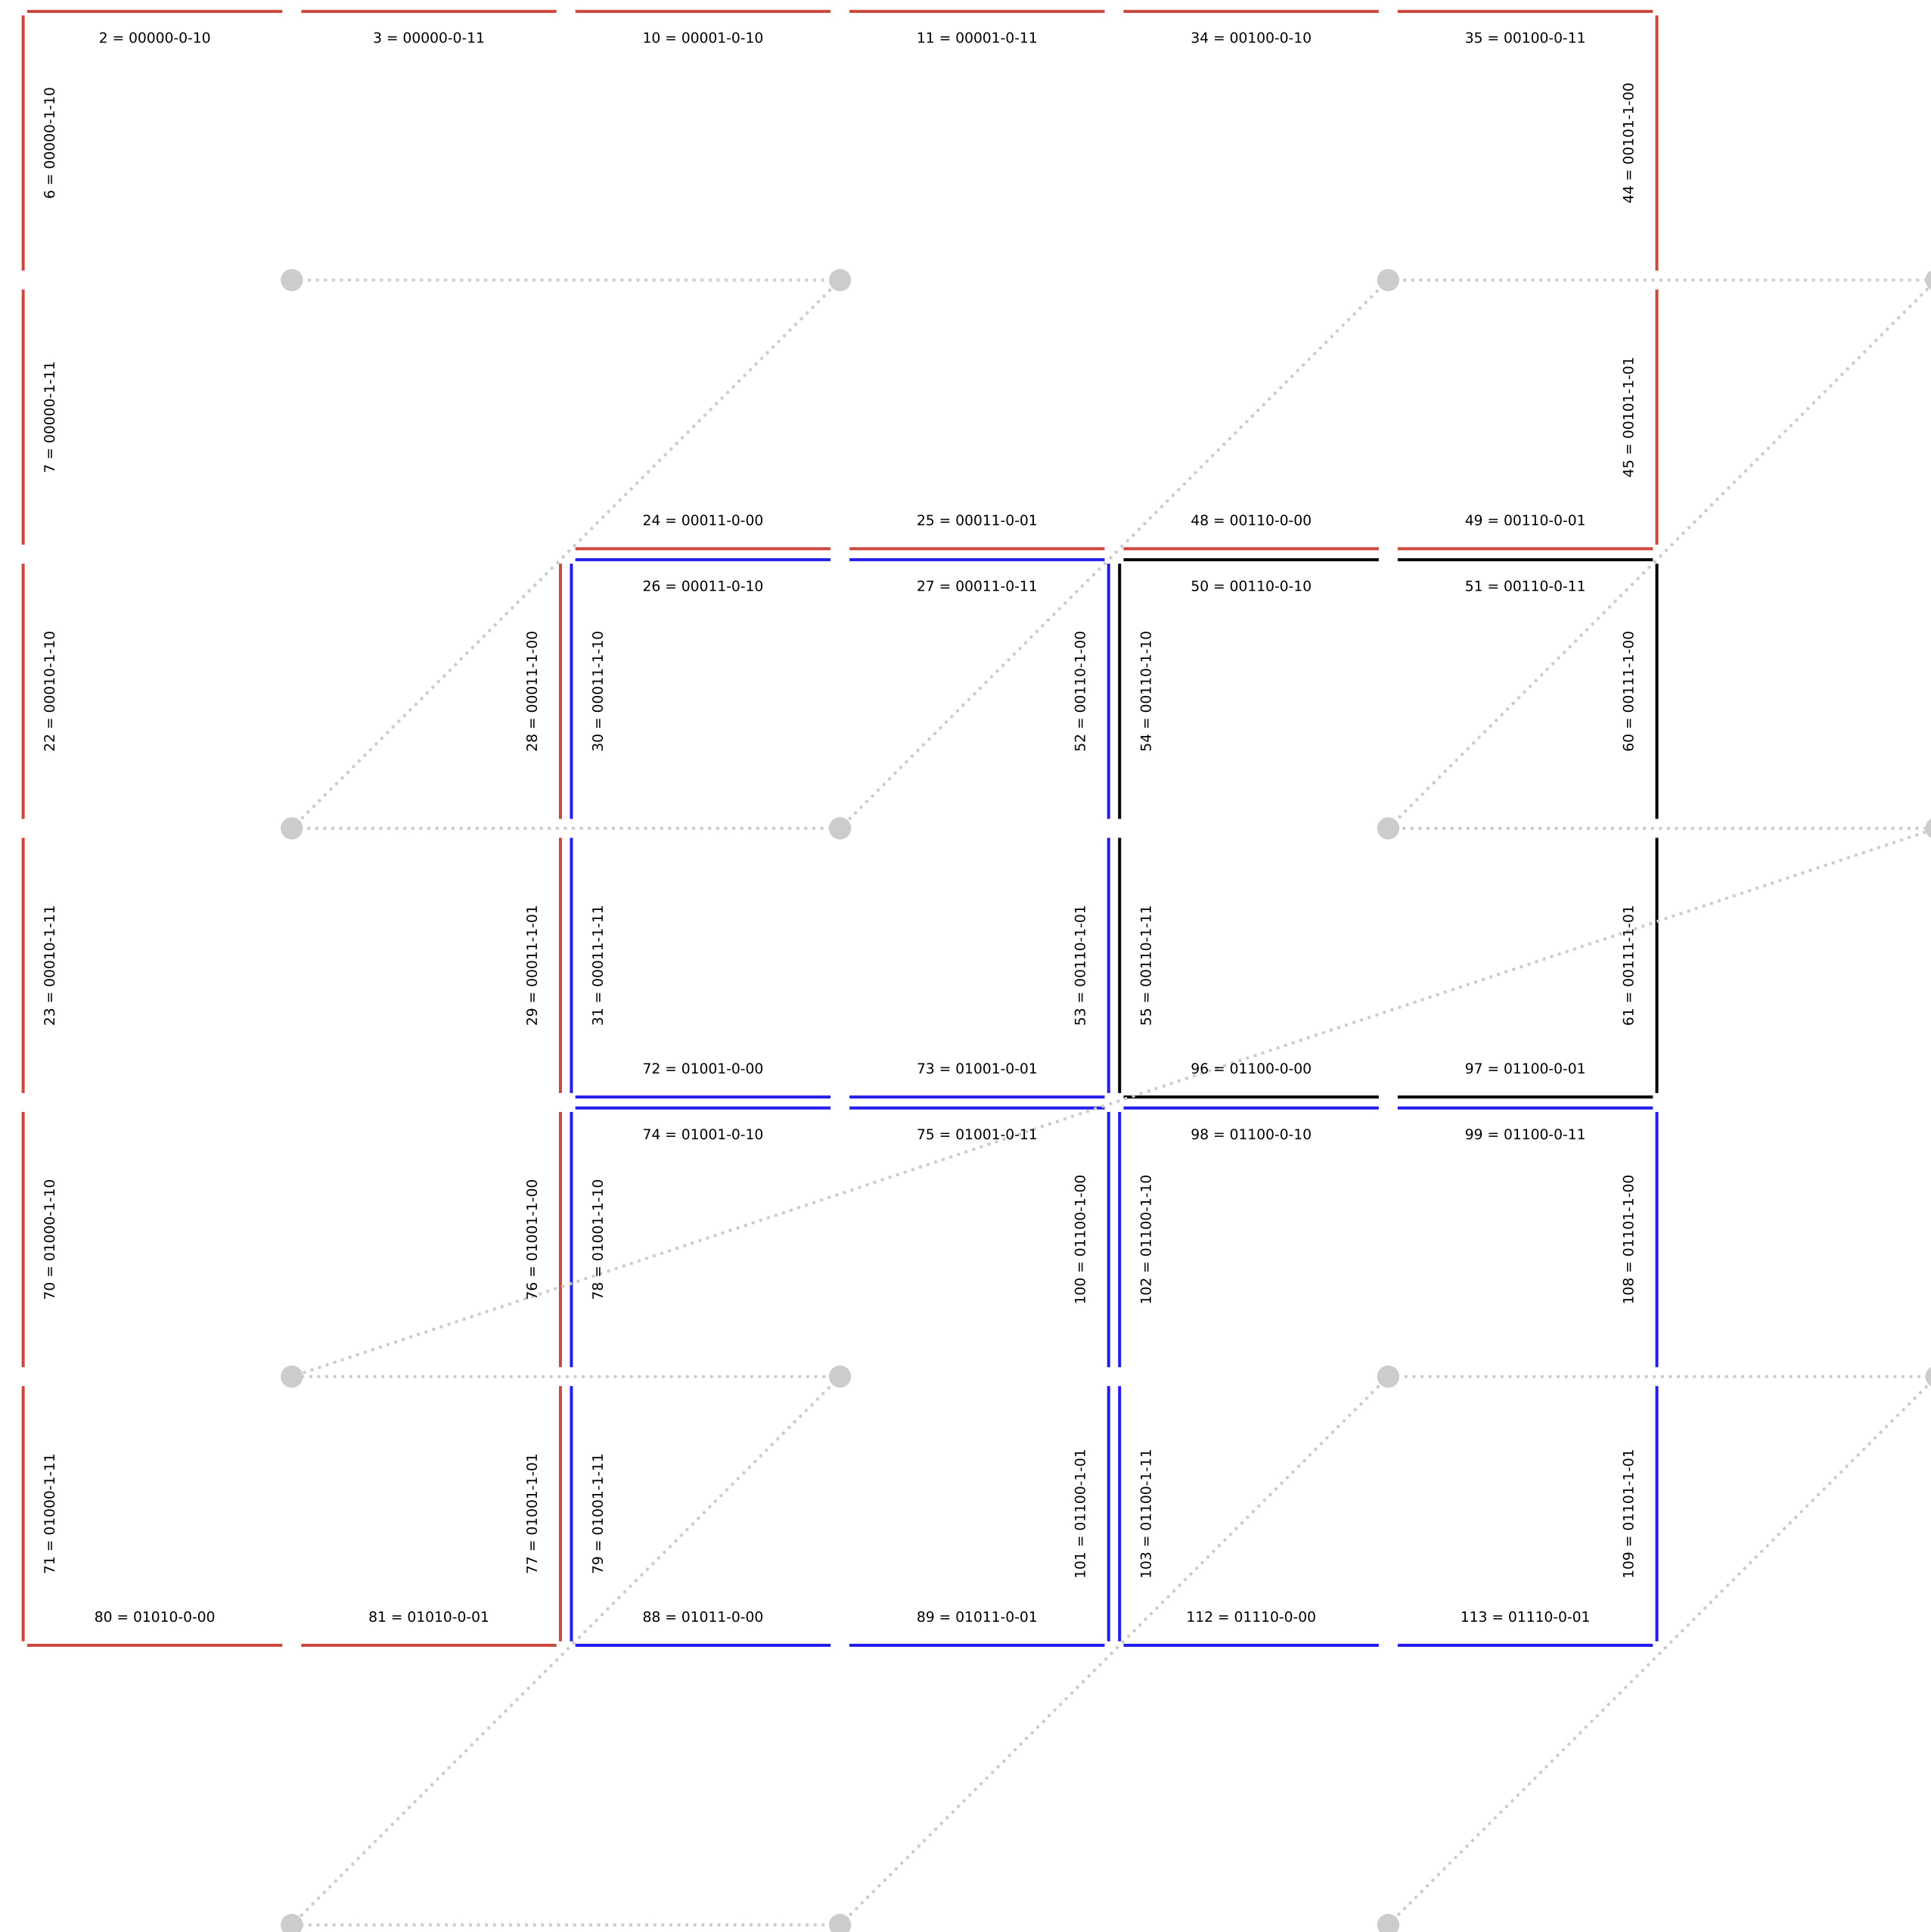 2 = 00000-0-10
3 = 00000-0-11
10 = 00001-0-10
11 = 00001-0-11
34 = 00100-0-10
35 = 00100-0-11
6 = 00000-1-10
44 = 00101-1-00
7 = 00000-1-11
45 = 00101-1-01
24 = 00011-0-00
25 = 00011-0-01
48 = 00110-0-00
49 = 00110-0-01
26 = 00011-0-10
27 = 00011-0-11
50 = 00110-0-10
51 = 00110-0-11
22 = 00010-1-10
28 = 00011-1-00
30 = 00011-1-10
52 = 00110-1-00
54 = 00110-1-10
60 = 00111-1-00
23 = 00010-1-11
29 = 00011-1-01
31 = 00011-1-11
53 = 00110-1-01
55 = 00110-1-11
61 = 00111-1-01
72 = 01001-0-00
73 = 01001-0-01
96 = 01100-0-00
97 = 01100-0-01
74 = 01001-0-10
75 = 01001-0-11
98 = 01100-0-10
99 = 01100-0-11
70 = 01000-1-10
76 = 01001-1-00
78 = 01001-1-10
100 = 01100-1-00
102 = 01100-1-10
108 = 01101-1-00
71 = 01000-1-11
77 = 01001-1-01
79 = 01001-1-11
101 = 01100-1-01
103 = 01100-1-11
109 = 01101-1-01
80 = 01010-0-00
81 = 01010-0-01
88 = 01011-0-00
89 = 01011-0-01
112 = 01110-0-00
113 = 01110-0-01